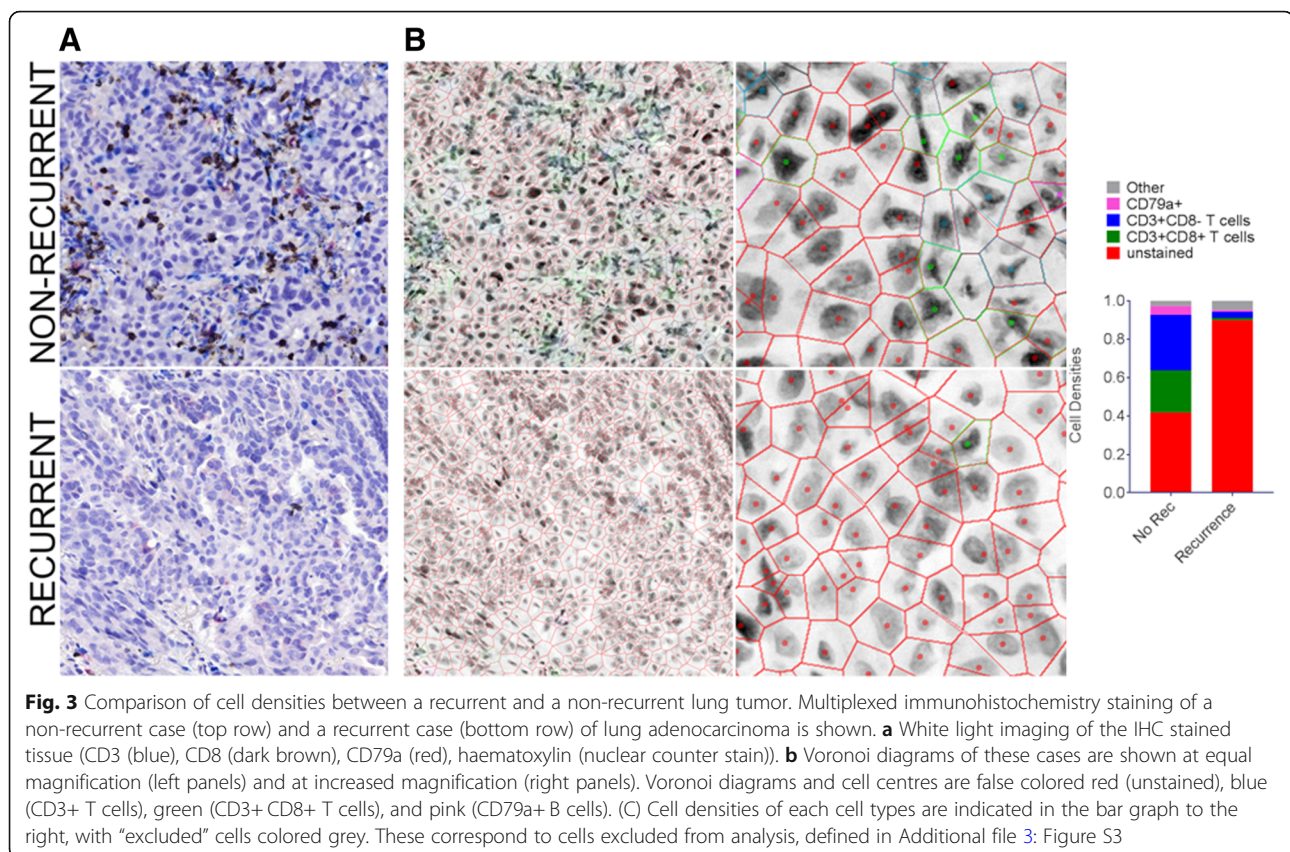 A
B
NON-RECURRENT
RECURRENT
Other
CD79a+
CD3+CD8- T cells
CD3+CD8+ T cells
unstained
1.0
0.8
0.6
0.4
0.2
0.0
Cell Densities
No Rec
Recurrence
Fig. 3 Comparison of cell densities between a recurrent and a non-recurrent lung tumor. Multiplexed immunohistochemistry staining of a
non-recurrent case (top row) and a recurrent case (bottom row) of lung adenocarcinoma is shown. a White light imaging of the IHC stained
tissue (CD3 (blue), CD8 (dark brown), CD79a (red), haematoxylin (nuclear counter stain)). b Voronoi diagrams of these cases are shown at equal
magnification (left panels) and at increased magnification (right panels). Voronoi diagrams and cell centres are false colored red (unstained), blue
(CD3+ T cells), green (CD3+ CD8+ T cells), and pink (CD79a+ B cells). (C) Cell densities of each cell types are indicated in the bar graph to the
right, with “excluded” cells colored grey. These correspond to cells excluded from analysis, defined in Additional file 3: Figure S3